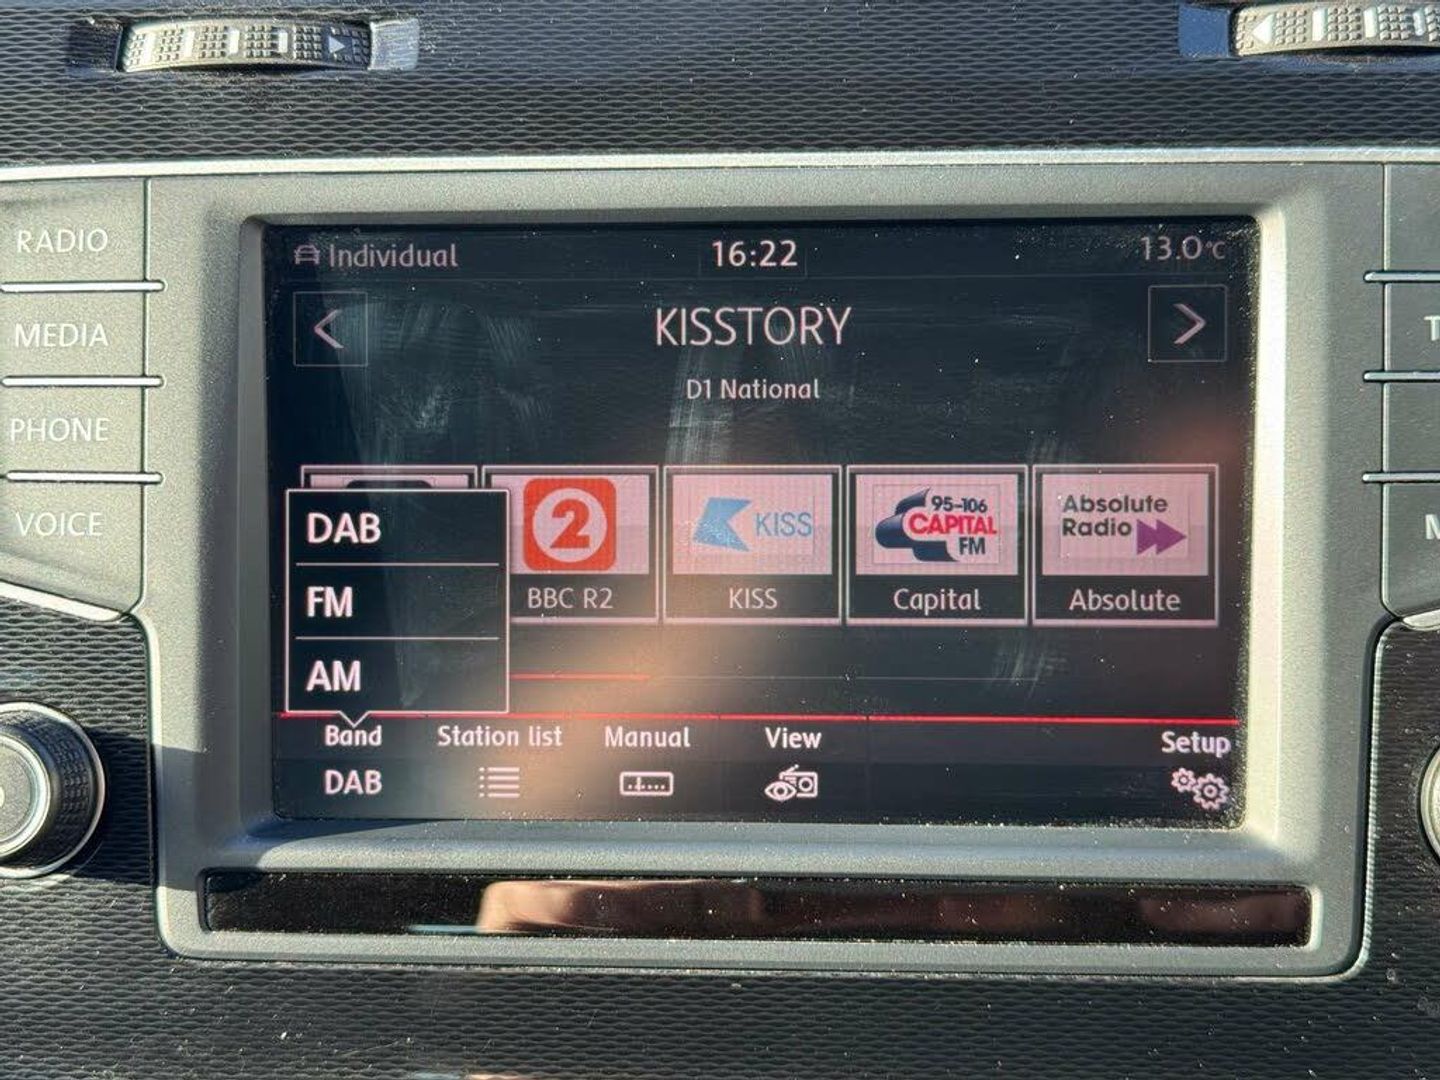 RADIO
MEDIA
PHONE
VOICE
Individual
16:22
13.0°C
KISSTORY
D1 National
2
KISS
95-106
CAPITAL
FM
Absolute
Radio
BBC R2
KISS
Capital
Absolute
DAB
FM
AM
Band
Station list
Manual
View
Setup
DAB
T
M